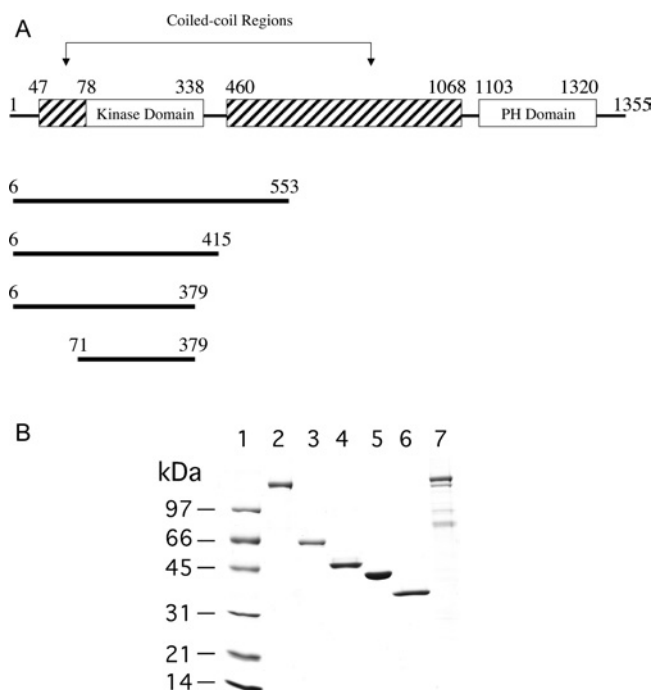 A
Coiled-coil Regions
47 78 338 460 1068 1103 1320
1 Kinase Domain PH Domain 1355
6 553
6 415
6 379
71 379
B
1 2 3 4 5 6 7
kDa
97
66
45
31
21
14